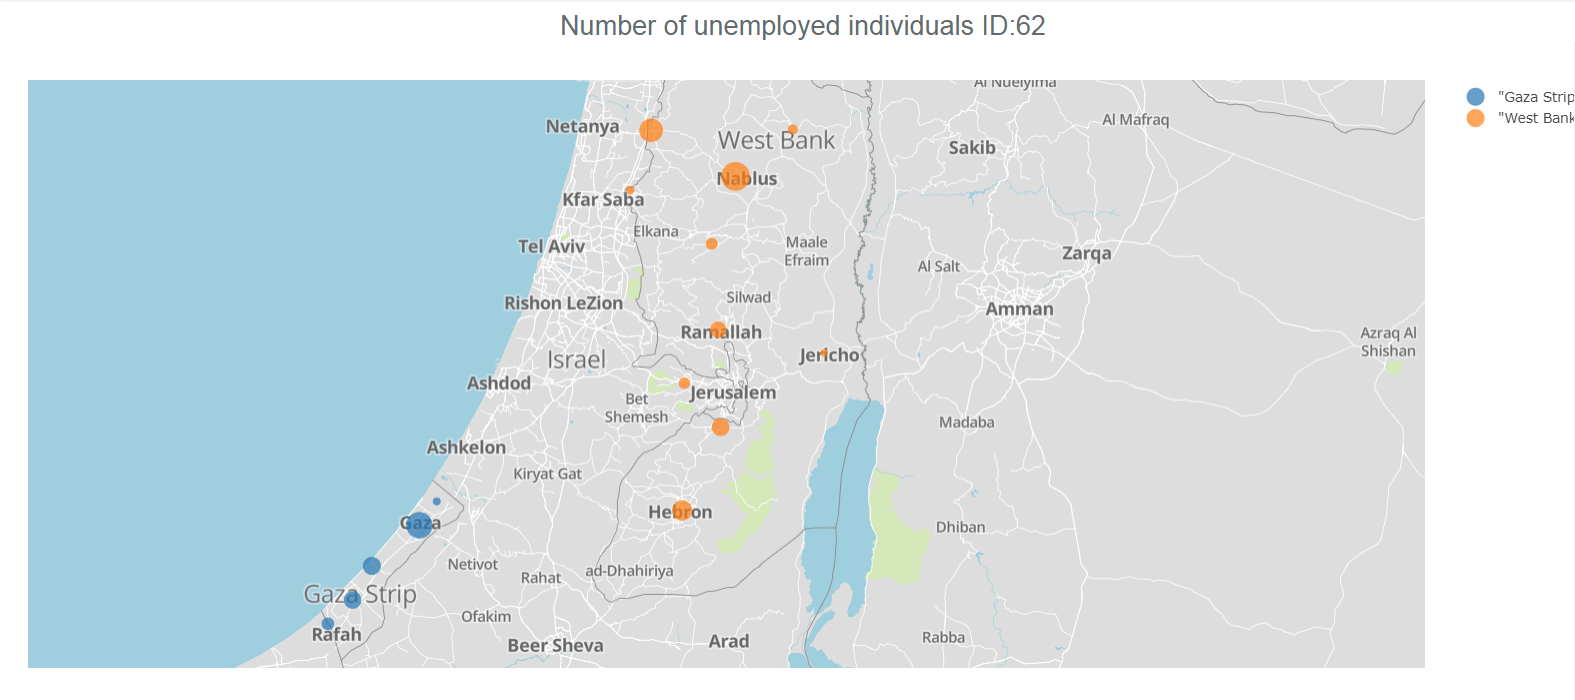 Number of unemployed individuals ID:62
"Gaza Strip
"West Bank
Al Nuelyima
Netanya
Al Mafraq
West Bank
Sakib
Nablus
Kfar Saba
Elkana
Tel Aviv
Maale
Efraim
Zarqa
Al Salt
Rishon LeZion
Silwad
Amman
Ramallah
Azraq Al
Shishan
Israel
Jericho
Ashdod
Jerusalem
Bet
Shemesh
Madaba
Ashkelon
Kiryat Gat
Hebron
Gaza
Dhiban
Netivot
ad-Dhahiriya
Rahat
Gaza Strip
Ofakim
Rafah
Beer Sheva
Arad
Rabba